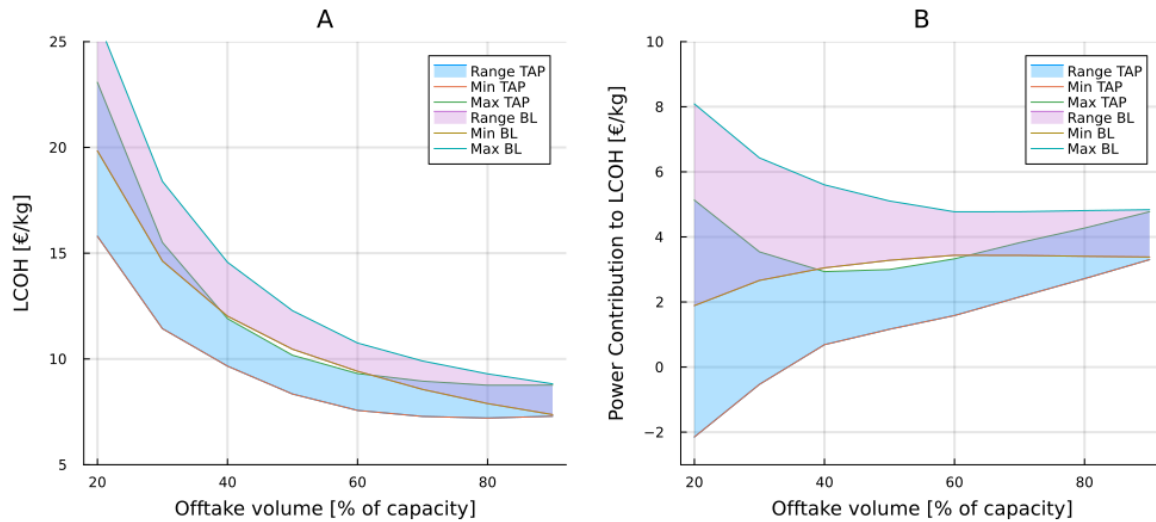 A
LCOH [€/kg]
25
20
15
10
5
20
40
60
80
Offtake volume [% of capacity]
Range TAP
Min TAP
Max TAP
Range BL
Min BL
Max BL
B
Power Contribution to LCOH [€/kg]
10
8
6
4
2
0
−2
20
40
60
80
Offtake volume [% of capacity]
Range TAP
Min TAP
Max TAP
Range BL
Min BL
Max BL